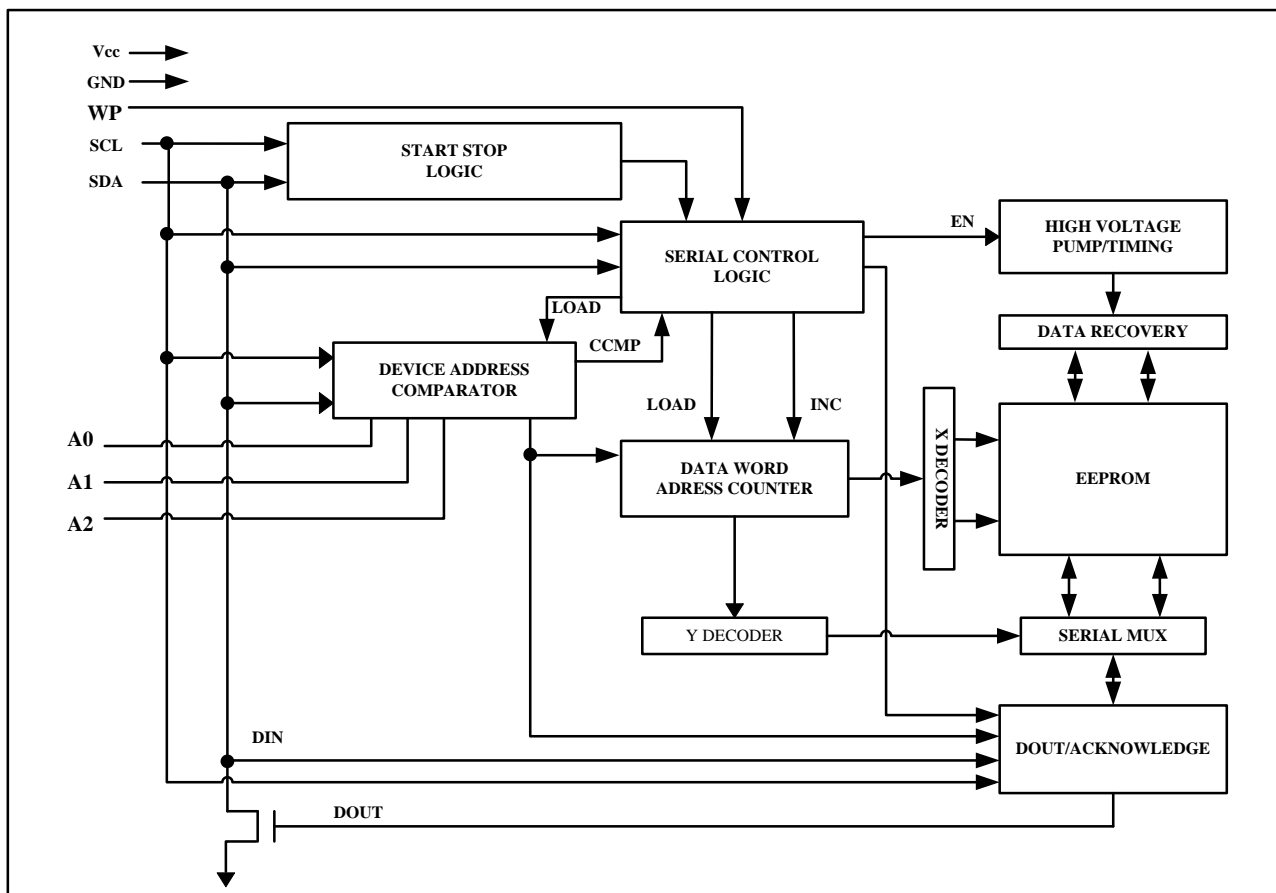 Vcc
GND
WP
SCL
SDA
START STOP
LOGIC
EN
HIGH VOLTAGE
PUMP/TIMING
SERIAL CONTROL
LOGIC
LOAD
CCMP
DATA RECOVERY
DEVICE ADDRESS
COMPARATOR
LOAD
INC
A0
A1
A2
DATA WORD
ADRESS COUNTER
X DECODER
EEPROM
Y DECODER
SERIAL MUX
DIN
DOUT/ACKNOWLEDGE
DOUT